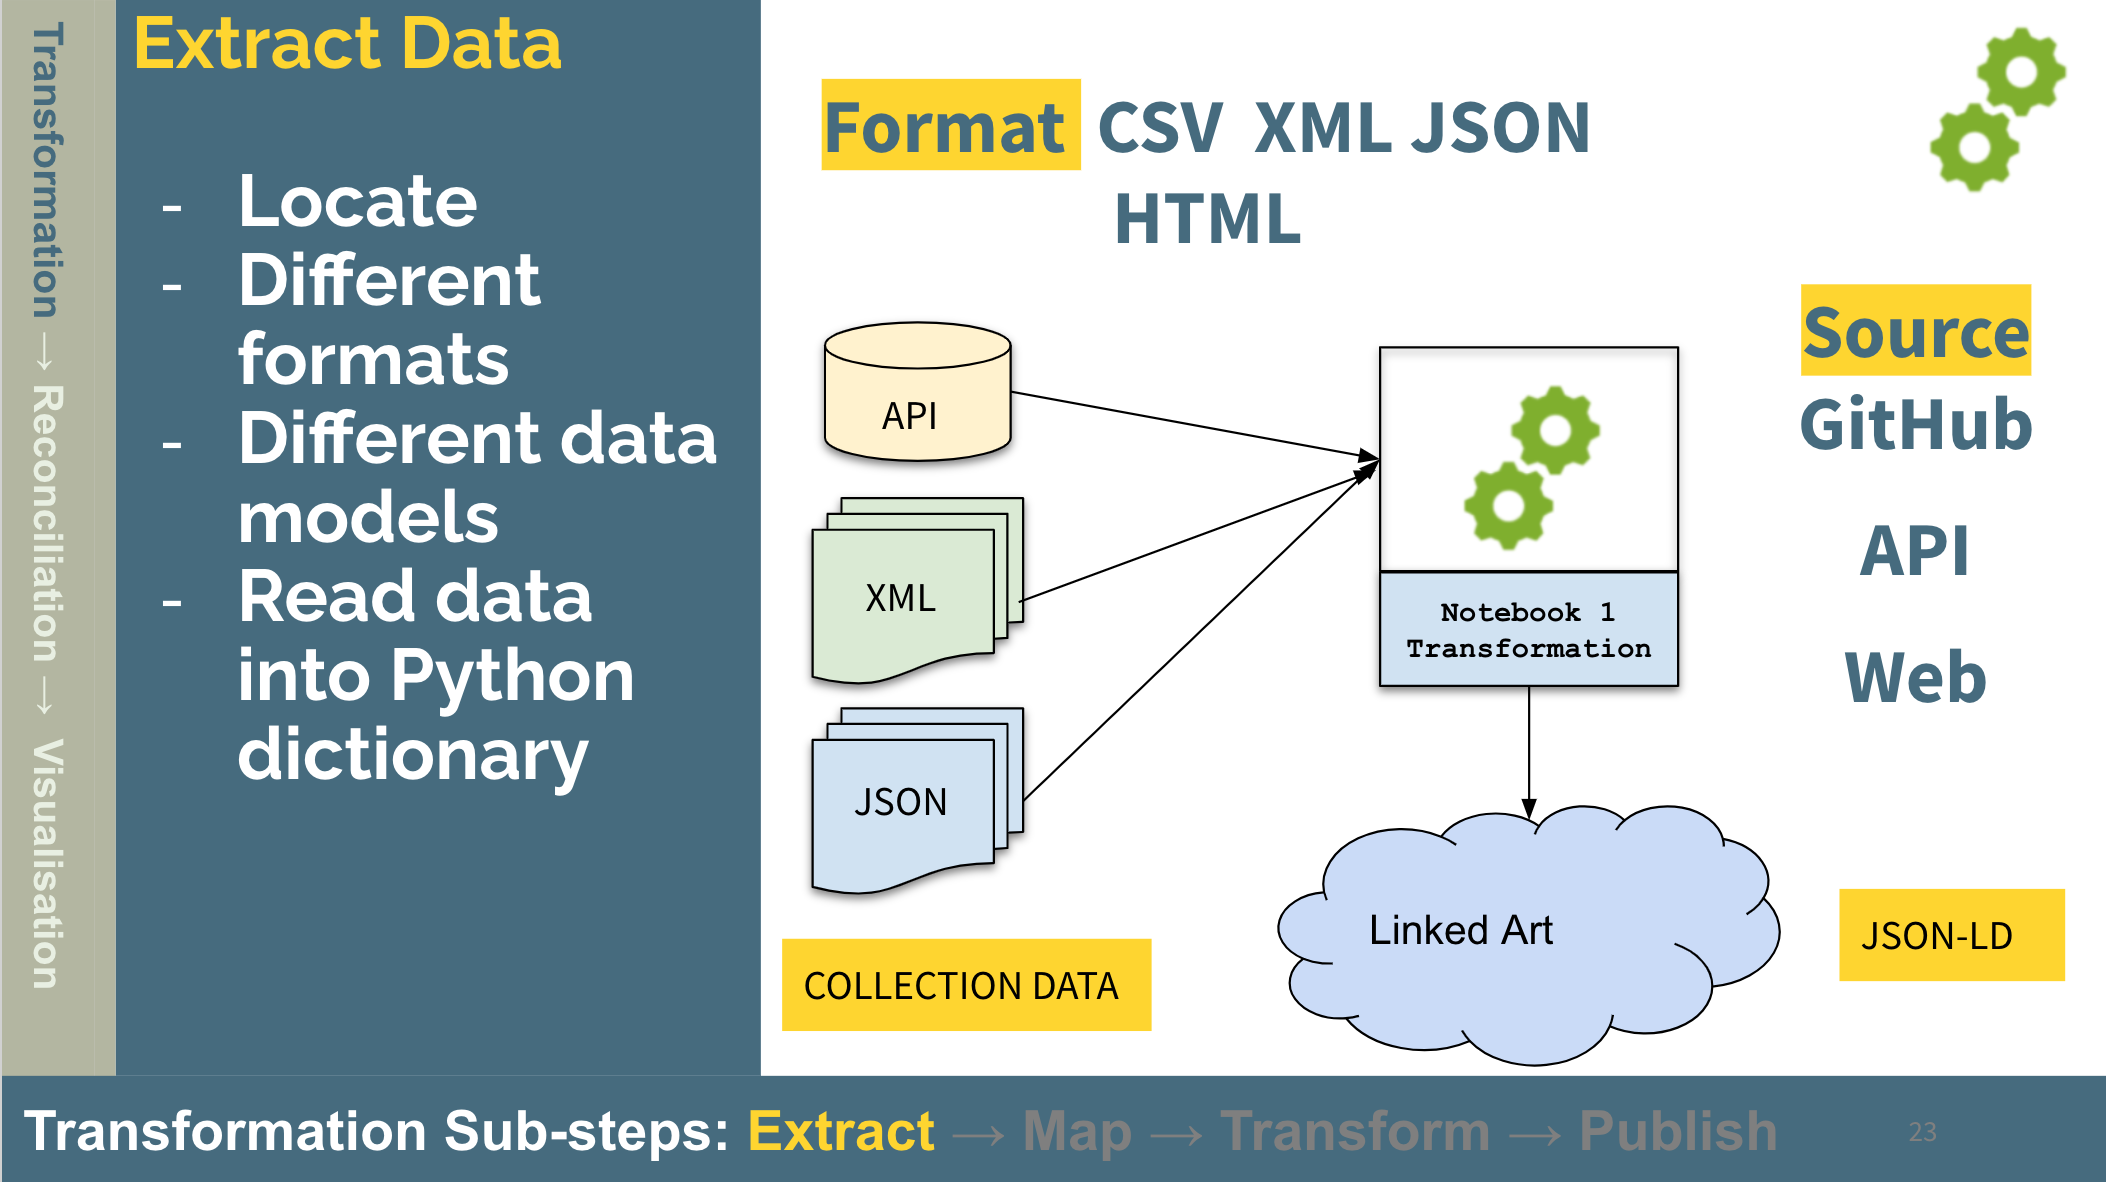 Transformation → Reconciliation → Visualisation
Extract Data
- Locate
- Different
formats
- Different data
models
- Read data
into Python
dictionary
Format CSV XML JSON
HTML
Source
GitHub
API
Web
API
XML
JSON
COLLECTION DATA
Notebook 1
Transformation
Linked Art
JSON-LD
Transformation Sub-steps: Extract → Map → Transform → Publish
23